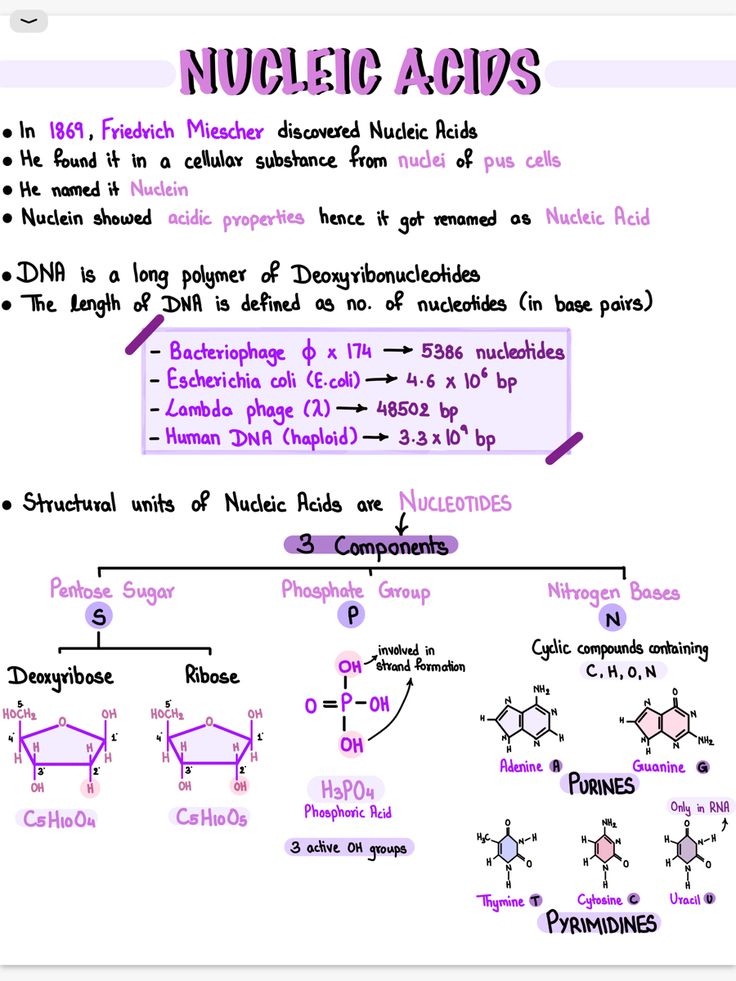 NUCLEIC ACIDS
• In 1869, Friedrich Miescher discovered Nucleic Acids
• He found it in a cellular substance from nuclei of pus cells
• He named it Nuclein
• Nuclein showed acidic properties hence it got renamed as Nucleic Acid
• DNA is a long polymer of Deoxyribonucleotides
• The length of DNA is defined as no. of nucleotides (in base pairs)
- Bacteriophage ϕ x 174 → 5386 nucleotides
- Escherichia coli (E.coli) → 4.6 x 10⁶ bp
- Lambda phage (λ) → 48502 bp
- Human DNA (haploid) → 3.3 x 10⁹ bp
• Structural units of Nucleic Acids are NUCLEOTIDES
3 Components
Pentose Sugar
S
Deoxyribose
5'
HOCH₂
O
OH
4'
1'
H
H
H
H
3'
2'
OH
H
C5H10O4
Ribose
5'
HOCH₂
O
OH
4'
1'
H
H
H
H
3'
2'
OH
OH
C5H10O5
Phosphate Group
P
involved in
strand formation
OH
O=P-OH
OH
H3PO4
Phosphoric Acid
3 active OH groups
Nitrogen Bases
N
Cyclic compounds containing
C, H, O, N
NH₂
N
N
H
N
H
N
H
Adenine A
O
N
N
H
N
H
N
NH₂
Guanine G
PURINES
Only in RNA
O
H₃C
N-H
H
N
O
H
Thymine T
NH₂
H
N
H
N
O
H
Cytosine C
O
H
N-H
H
N
O
H
Uracil U
PYRIMIDINES